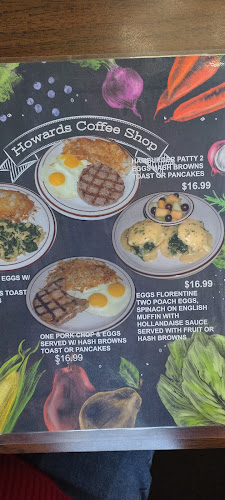 Howards Coffee Shop
HAMBURGER PATTY 2
EGGS HASH BROWNS
TOAST OR PANCAKES
$16.99
EGGS W/
TOAST
ES
$16.99
EGGS FLORENTINE
TWO POACH EGGS,
SPINACH ON ENGLISH
MUFFIN WITH
HOLLANDAISE SAUCE
SERVED WITH FRUIT OR
HASH BROWNS
ONE PORK CHOP & EGGS
SERVED W/ HASH BROWNS
TOAST OR PANCAKES
$16.99